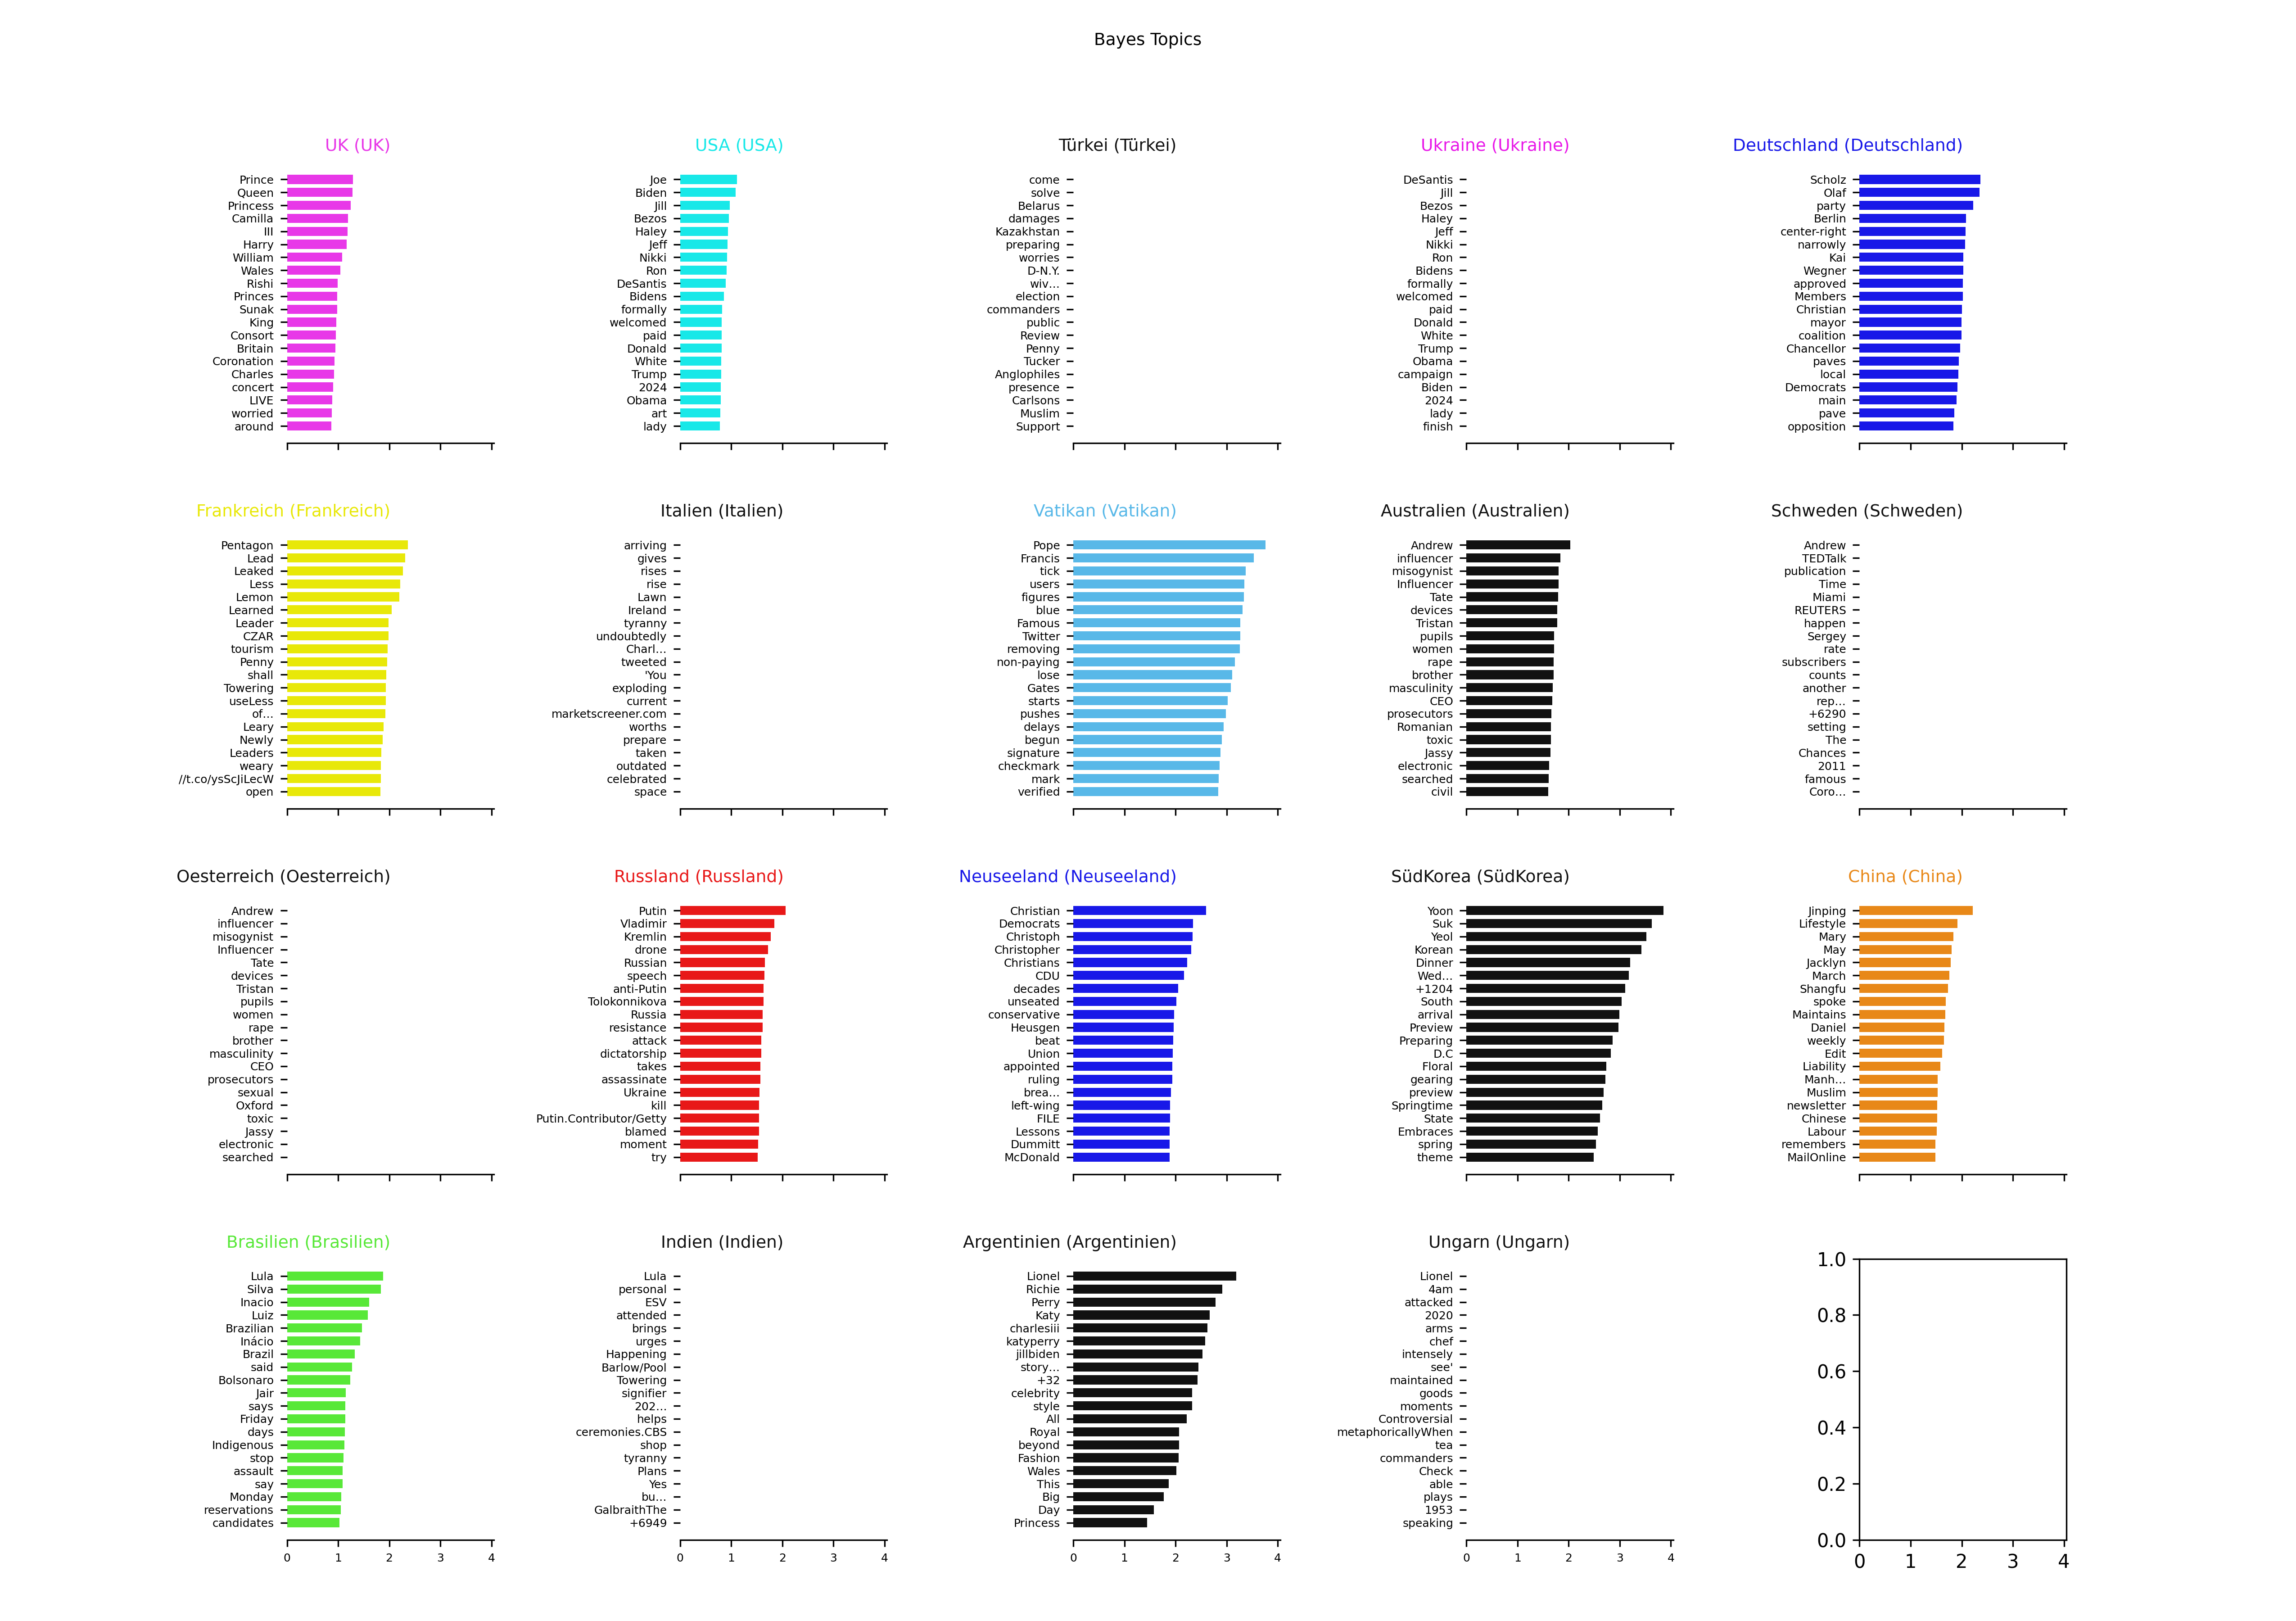 Bayes Topics
UK (UK)
Prince
Queen
Princess
Camilla
III
Harry
William
Wales
Rishi
Princes
Sunak
King
Consort
Britain
Coronation
Charles
concert
LIVE
worried
around
USA (USA)
Joe
Biden
Jill
Bezos
Haley
Jeff
Nikki
Ron
DeSantis
Bidens
formally
welcomed
paid
Donald
White
Trump
2024
Obama
art
lady
Türkei (Türkei)
come
solve
Belarus
damages
Kazakhstan
preparing
worries
D-N.Y.
wiv…
election
commanders
public
Review
Penny
Tucker
Anglophiles
presence
Carlsons
Muslim
Support
Ukraine (Ukraine)
DeSantis
Jill
Bezos
Haley
Jeff
Nikki
Ron
Bidens
formally
welcomed
paid
Donald
White
Trump
Obama
campaign
Biden
2024
lady
finish
Deutschland (Deutschland)
Scholz
Olaf
party
Berlin
center-right
narrowly
Kai
Wegner
approved
Members
Christian
mayor
coalition
Chancellor
paves
local
Democrats
main
pave
opposition
Frankreich (Frankreich)
Pentagon
Lead
Leaked
Less
Lemon
Learned
Leader
CZAR
tourism
Penny
shall
Towering
useLess
of…
Leary
Newly
Leaders
weary
//t.co/ysScJiLecW
open
Italien (Italien)
arriving
gives
rises
rise
Lawn
Ireland
tyranny
undoubtedly
Charl…
tweeted
'You
exploding
current
marketscreener.com
worths
prepare
taken
outdated
celebrated
space
Vatikan (Vatikan)
Pope
Francis
tick
users
figures
blue
Famous
Twitter
removing
non-paying
lose
Gates
starts
pushes
delays
begun
signature
checkmark
mark
verified
Australien (Australien)
Andrew
influencer
misogynist
Influencer
Tate
devices
Tristan
pupils
women
rape
brother
masculinity
CEO
prosecutors
Romanian
toxic
Jassy
electronic
searched
civil
Schweden (Schweden)
Andrew
TEDTalk
publication
Time
Miami
REUTERS
happen
Sergey
rate
subscribers
counts
another
rep…
+6290
setting
The
Chances
2011
famous
Coro…
Oesterreich (Oesterreich)
Andrew
influencer
misogynist
Influencer
Tate
devices
Tristan
pupils
women
rape
brother
masculinity
CEO
prosecutors
sexual
Oxford
toxic
Jassy
electronic
searched
Russland (Russland)
Putin
Vladimir
Kremlin
drone
Russian
speech
anti-Putin
Tolokonnikova
Russia
resistance
attack
dictatorship
takes
assassinate
Ukraine
kill
Putin.Contributor/Getty
blamed
moment
try
Neuseeland (Neuseeland)
Christian
Democrats
Christoph
Christopher
Christians
CDU
decades
unseated
conservative
Heusgen
beat
Union
appointed
ruling
brea…
left-wing
FILE
Lessons
Dummitt
McDonald
SüdKorea (SüdKorea)
Yoon
Suk
Yeol
Korean
Dinner
Wed…
+1204
South
arrival
Preview
Preparing
D.C
Floral
gearing
preview
Springtime
State
Embraces
spring
theme
China (China)
Jinping
Lifestyle
Mary
May
Jacklyn
March
Shangfu
spoke
Maintains
Daniel
weekly
Edit
Liability
Manh…
Muslim
newsletter
Chinese
Labour
remembers
MailOnline
Brasilien (Brasilien)
Lula
Silva
Inacio
Luiz
Brazilian
Inácio
Brazil
said
Bolsonaro
Jair
says
Friday
days
Indigenous
stop
assault
say
Monday
reservations
candidates
0 1 2 3 4
Indien (Indien)
Lula
personal
ESV
attended
brings
urges
Happening
Barlow/Pool
Towering
signifier
202…
helps
ceremonies.CBS
shop
tyranny
Plans
Yes
bu…
GalbraithThe
+6949
0 1 2 3 4
Argentinien (Argentinien)
Lionel
Richie
Perry
Katy
charlesiii
katyperry
jillbiden
story…
+32
celebrity
style
All
Royal
beyond
Fashion
Wales
This
Big
Day
Princess
0 1 2 3 4
Ungarn (Ungarn)
Lionel
4am
attacked
2020
arms
chef
intensely
see'
maintained
goods
moments
Controversial
metaphoricallyWhen
tea
commanders
Check
able
plays
1953
speaking
0 1 2 3 4
1.0
0.8
0.6
0.4
0.2
0.0
0 1 2 3 4